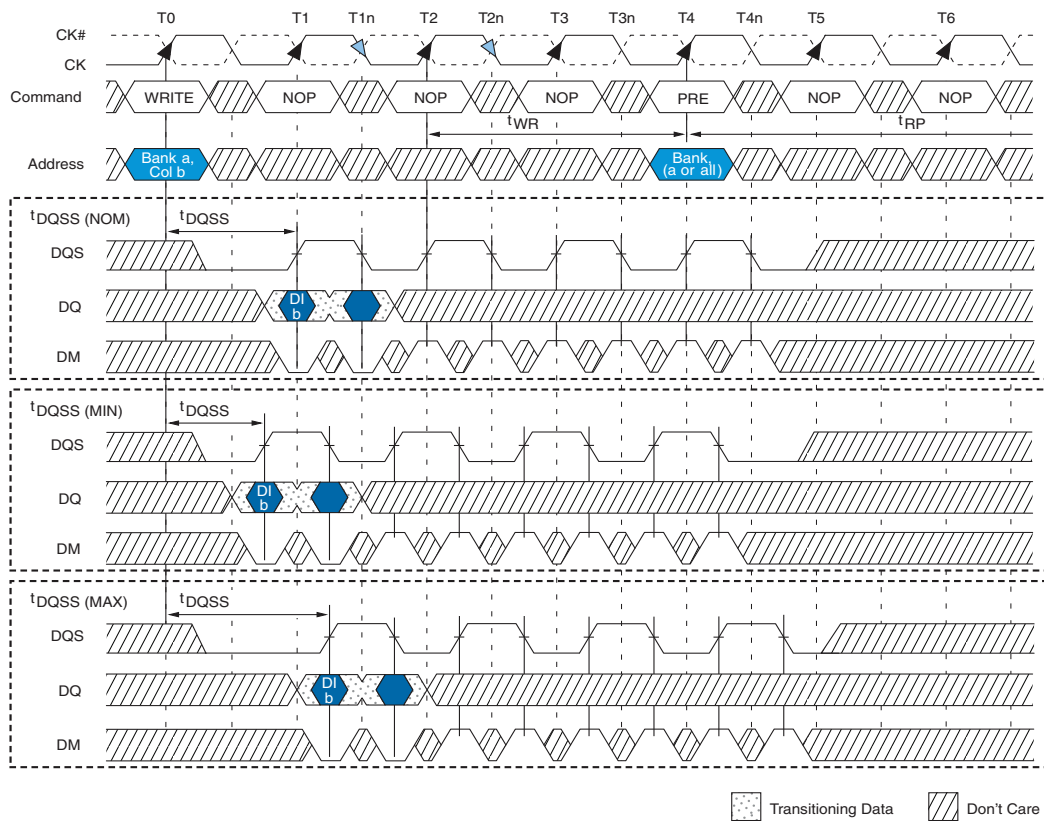 T0 T1 T1n T2 T2n T3 T3n T4 T4n T5 T6
CK#
CK
Command WRITE NOP NOP NOP PRE NOP NOP
tWR tRP
Address Bank a, Col b Bank, (a or all)
tDQSS (NOM) tDQSS
DQS
DQ DI b
DM
tDQSS (MIN) tDQSS
DQS
DQ DI b
DM
tDQSS (MAX) tDQSS
DQS
DQ DI b
DM
Transitioning Data Don't Care